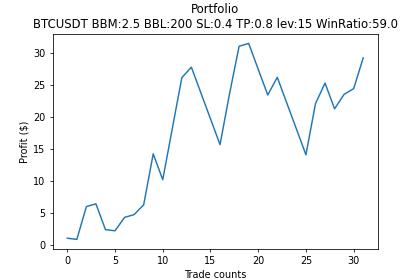 Portfolio
BTCUSDT BBM:2.5 BBL:200 SL:0.4 TP:0.8 lev:15 WinRatio:59.0
30
25
20
15
10
5
0
Profit ($)
0 5 10 15 20 25 30
Trade counts